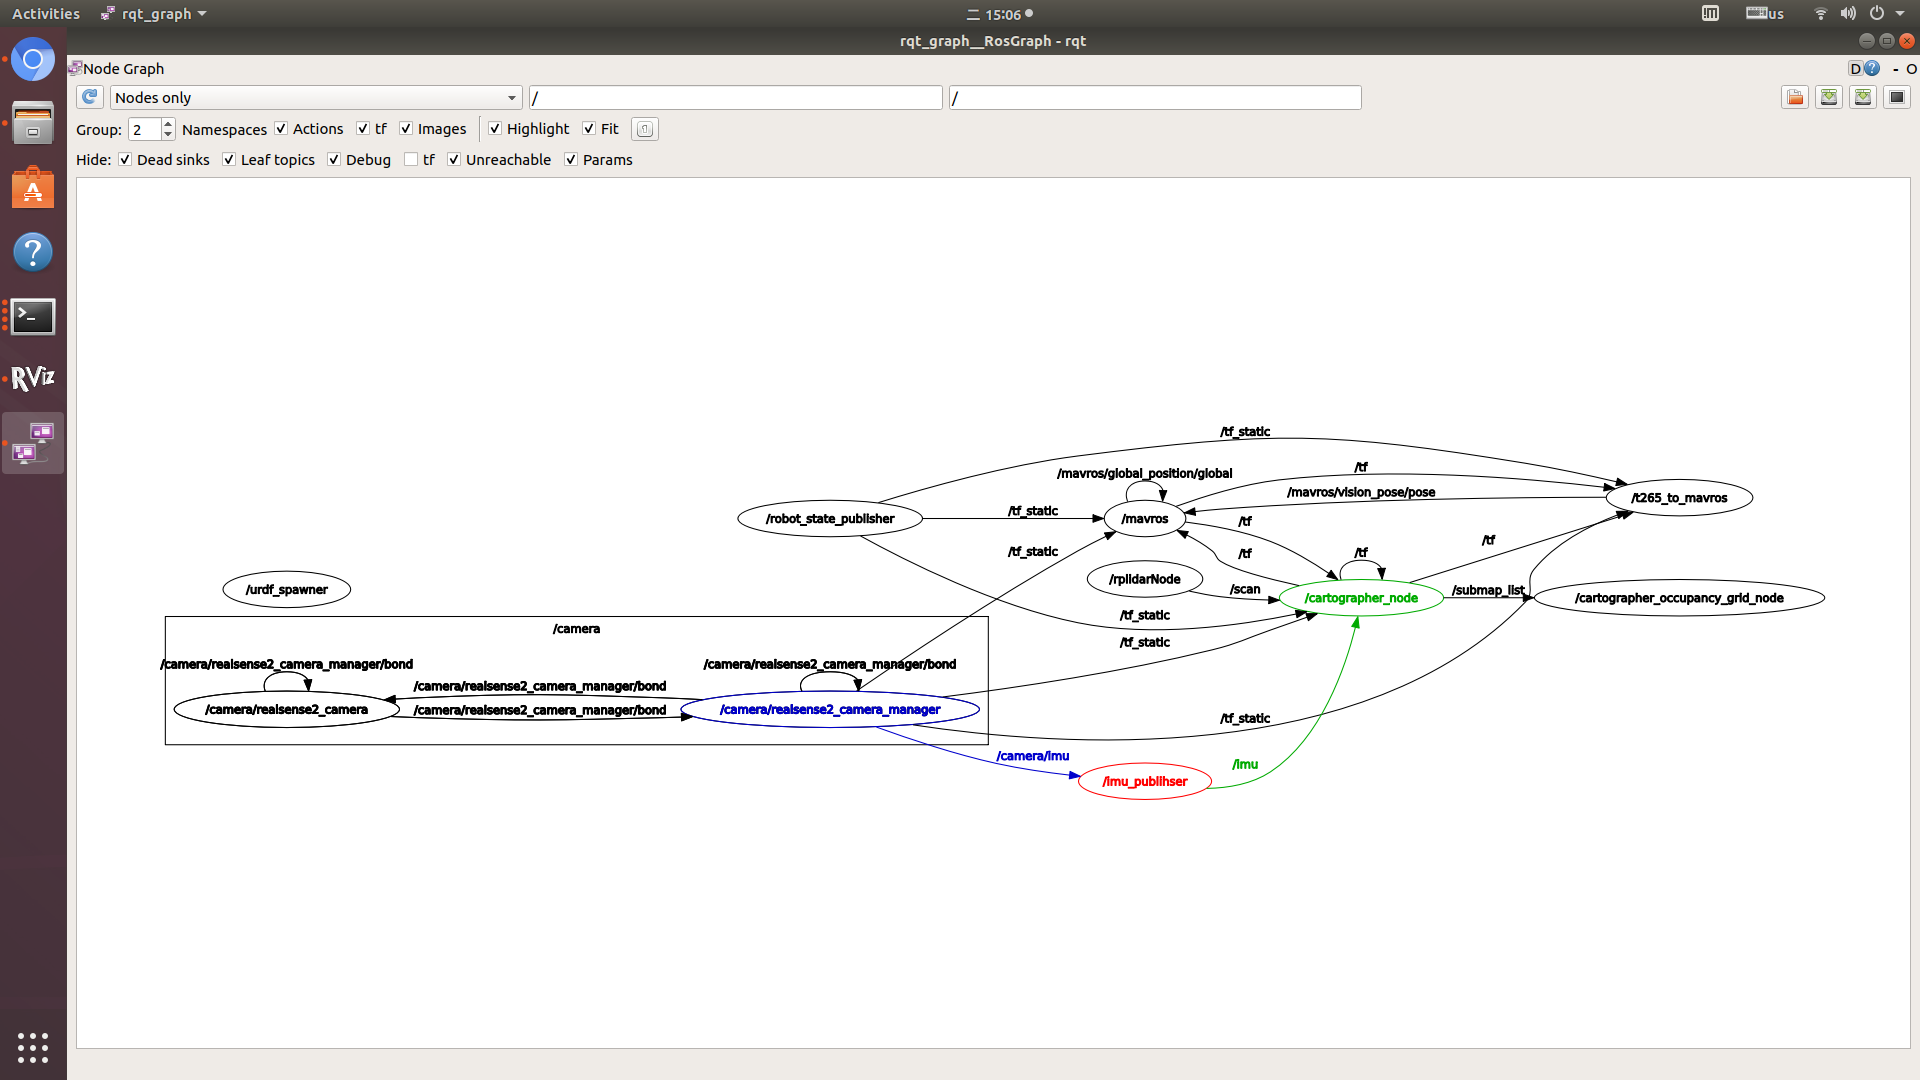 Activities
rqt_graph
二 15:06
us
rqt_graph__RosGraph - rqt
Node Graph
D
?
- O
Nodes only
/
/
Group:
2
Namespaces
Actions
tf
Images
Highlight
Fit
Hide:
Dead sinks
Leaf topics
Debug
tf
Unreachable
Params
RViz
/tf_static
/mavros/global_position/global
/tf
/mavros/vision_pose/pose
/t265_to_mavros
/robot_state_publisher
/tf_static
/mavros
/tf
/tf_static
/tf
/tf
/tf
/rplidarNode
/scan
/cartographer_node
/submap_list
/cartographer_occupancy_grid_node
/urdf_spawner
/tf_static
/camera
/tf_static
/camera/realsense2_camera_manager/bond
/camera/realsense2_camera_manager/bond
/camera/realsense2_camera_manager/bond
/camera/realsense2_camera
/camera/realsense2_camera_manager/bond
/camera/realsense2_camera_manager
/tf_static
/camera/imu
/imu
/imu_publihser